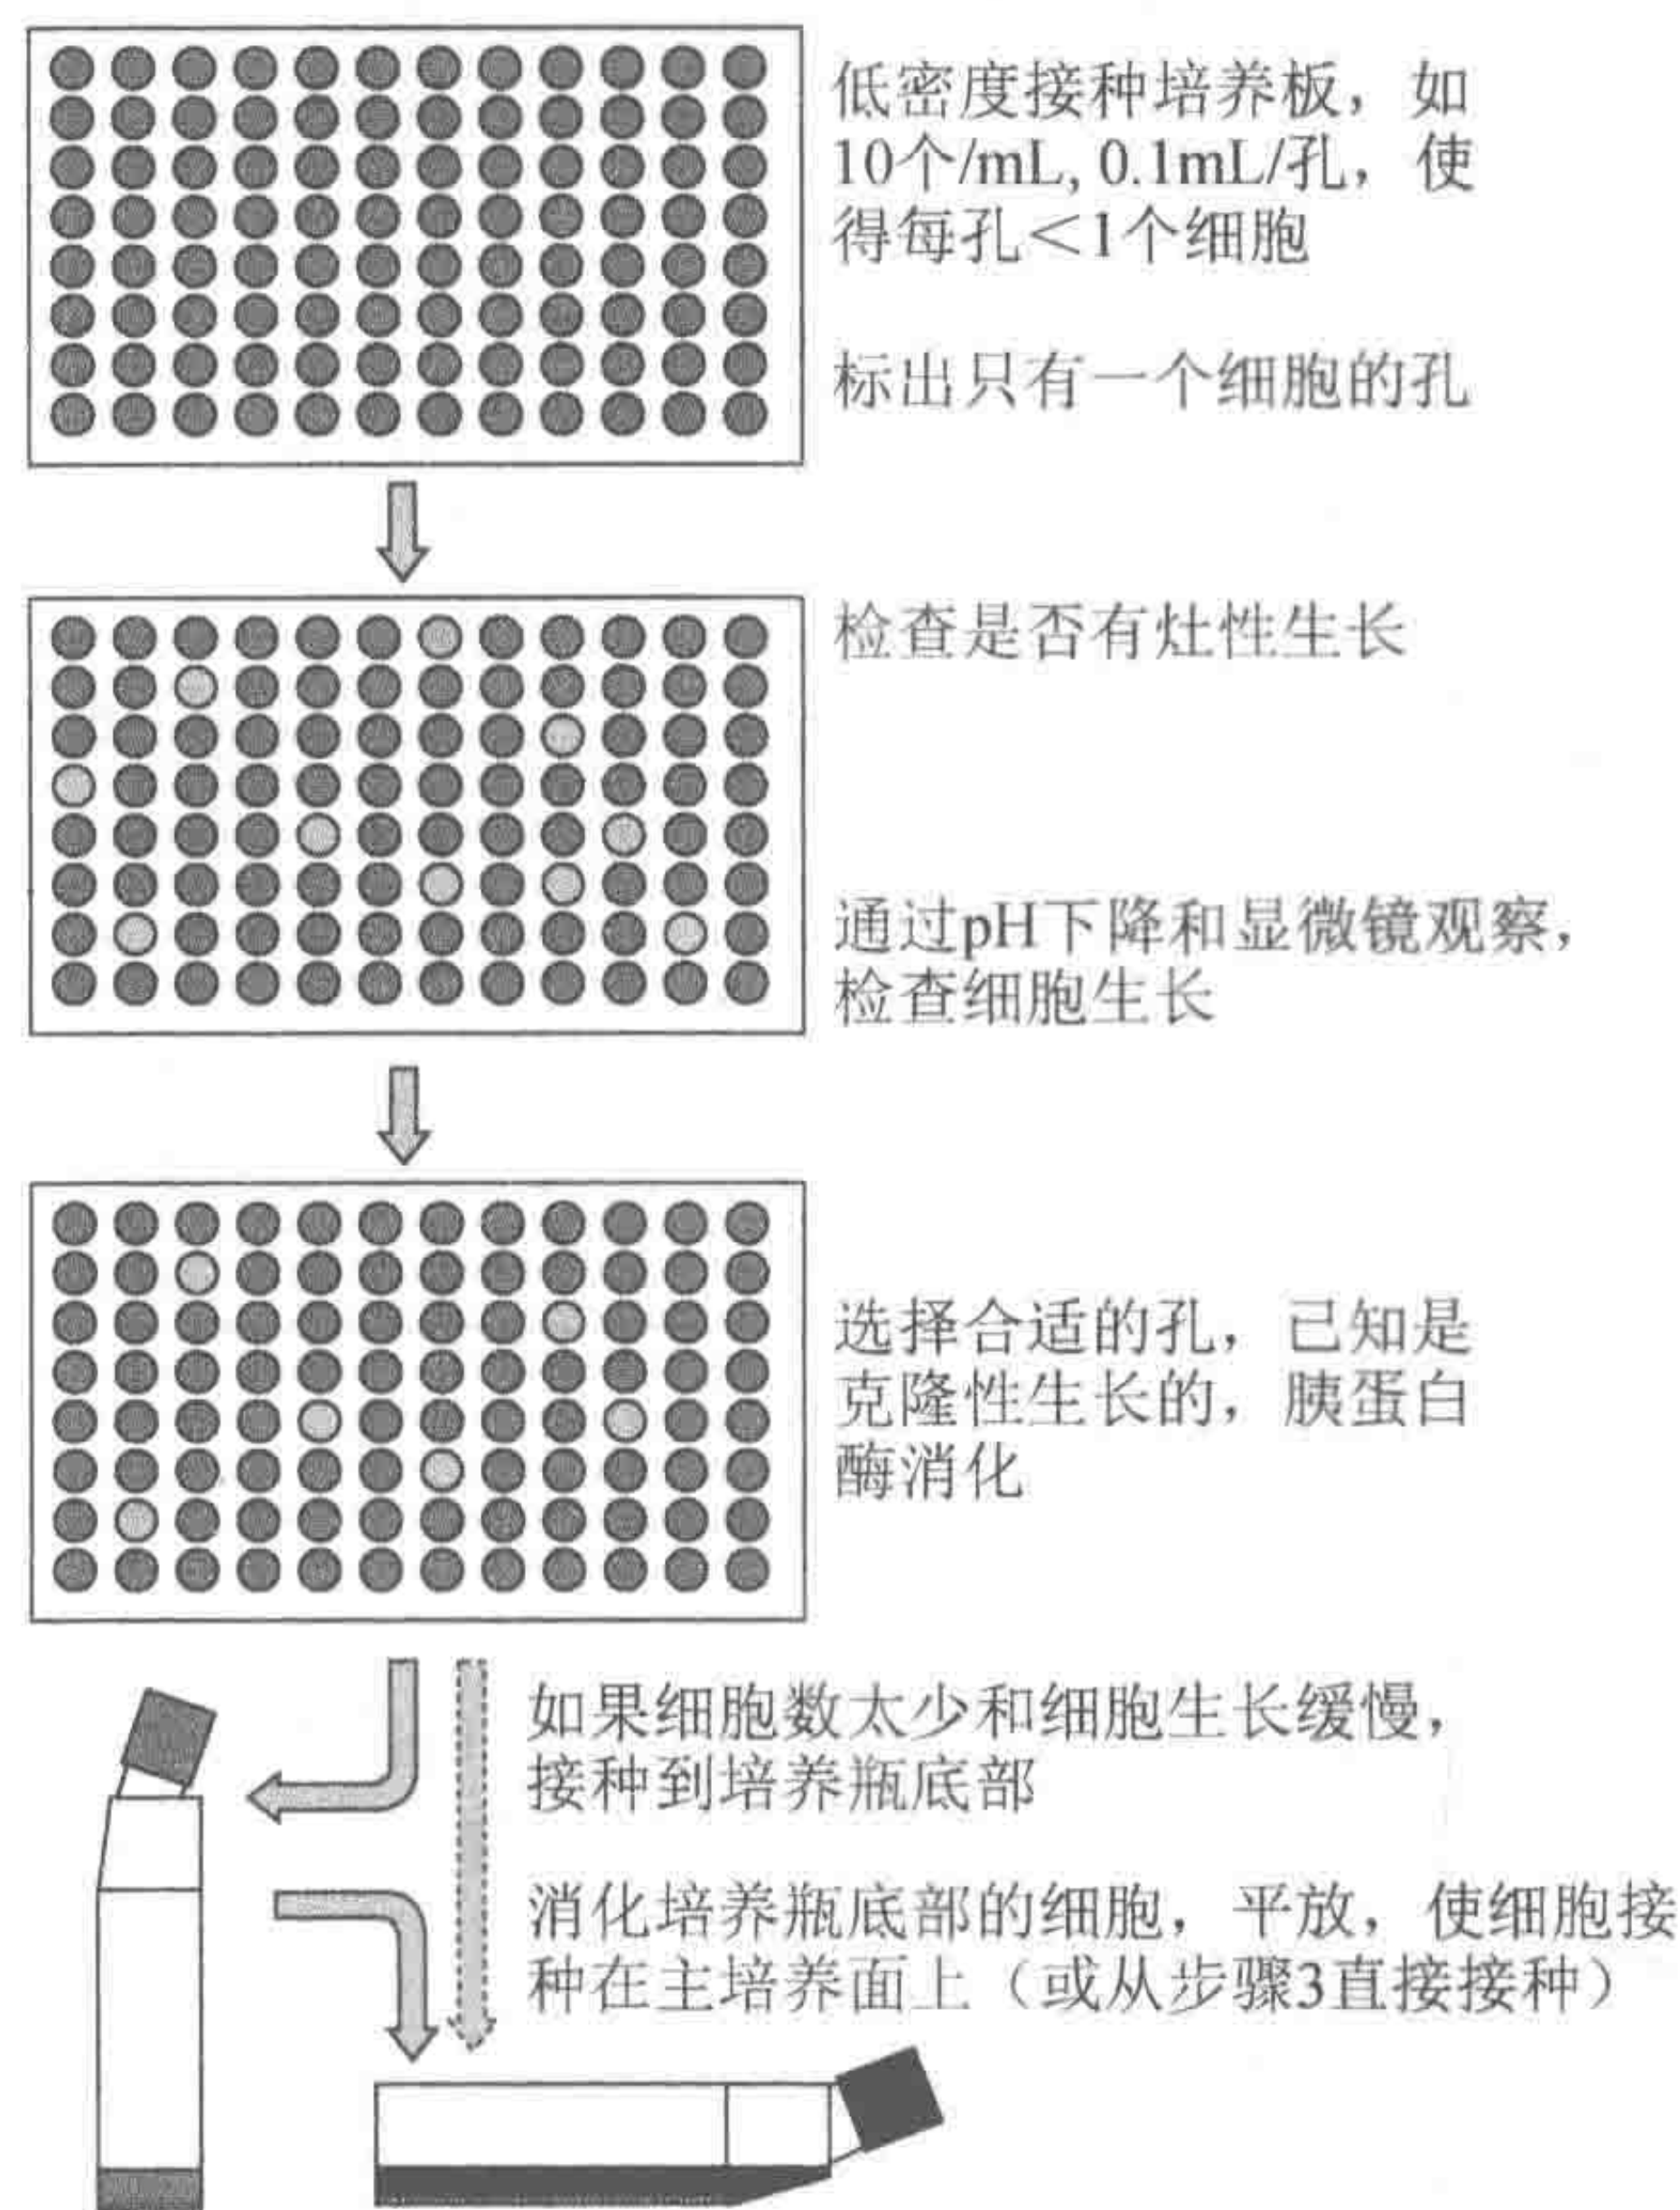 低密度接种培养板，如
10个/mL, 0.1mL/孔，使
得每孔＜1个细胞
标出只有一个细胞的孔
检查是否有灶性生长
通过pH下降和显微镜观察，
检查细胞生长
选择合适的孔，已知是
克隆性生长的，胰蛋白
酶消化
如果细胞数太少和细胞生长缓慢，
接种到培养瓶底部
消化培养瓶底部的细胞，平放，使细胞接
种在主培养面上（或从步骤3直接接种）